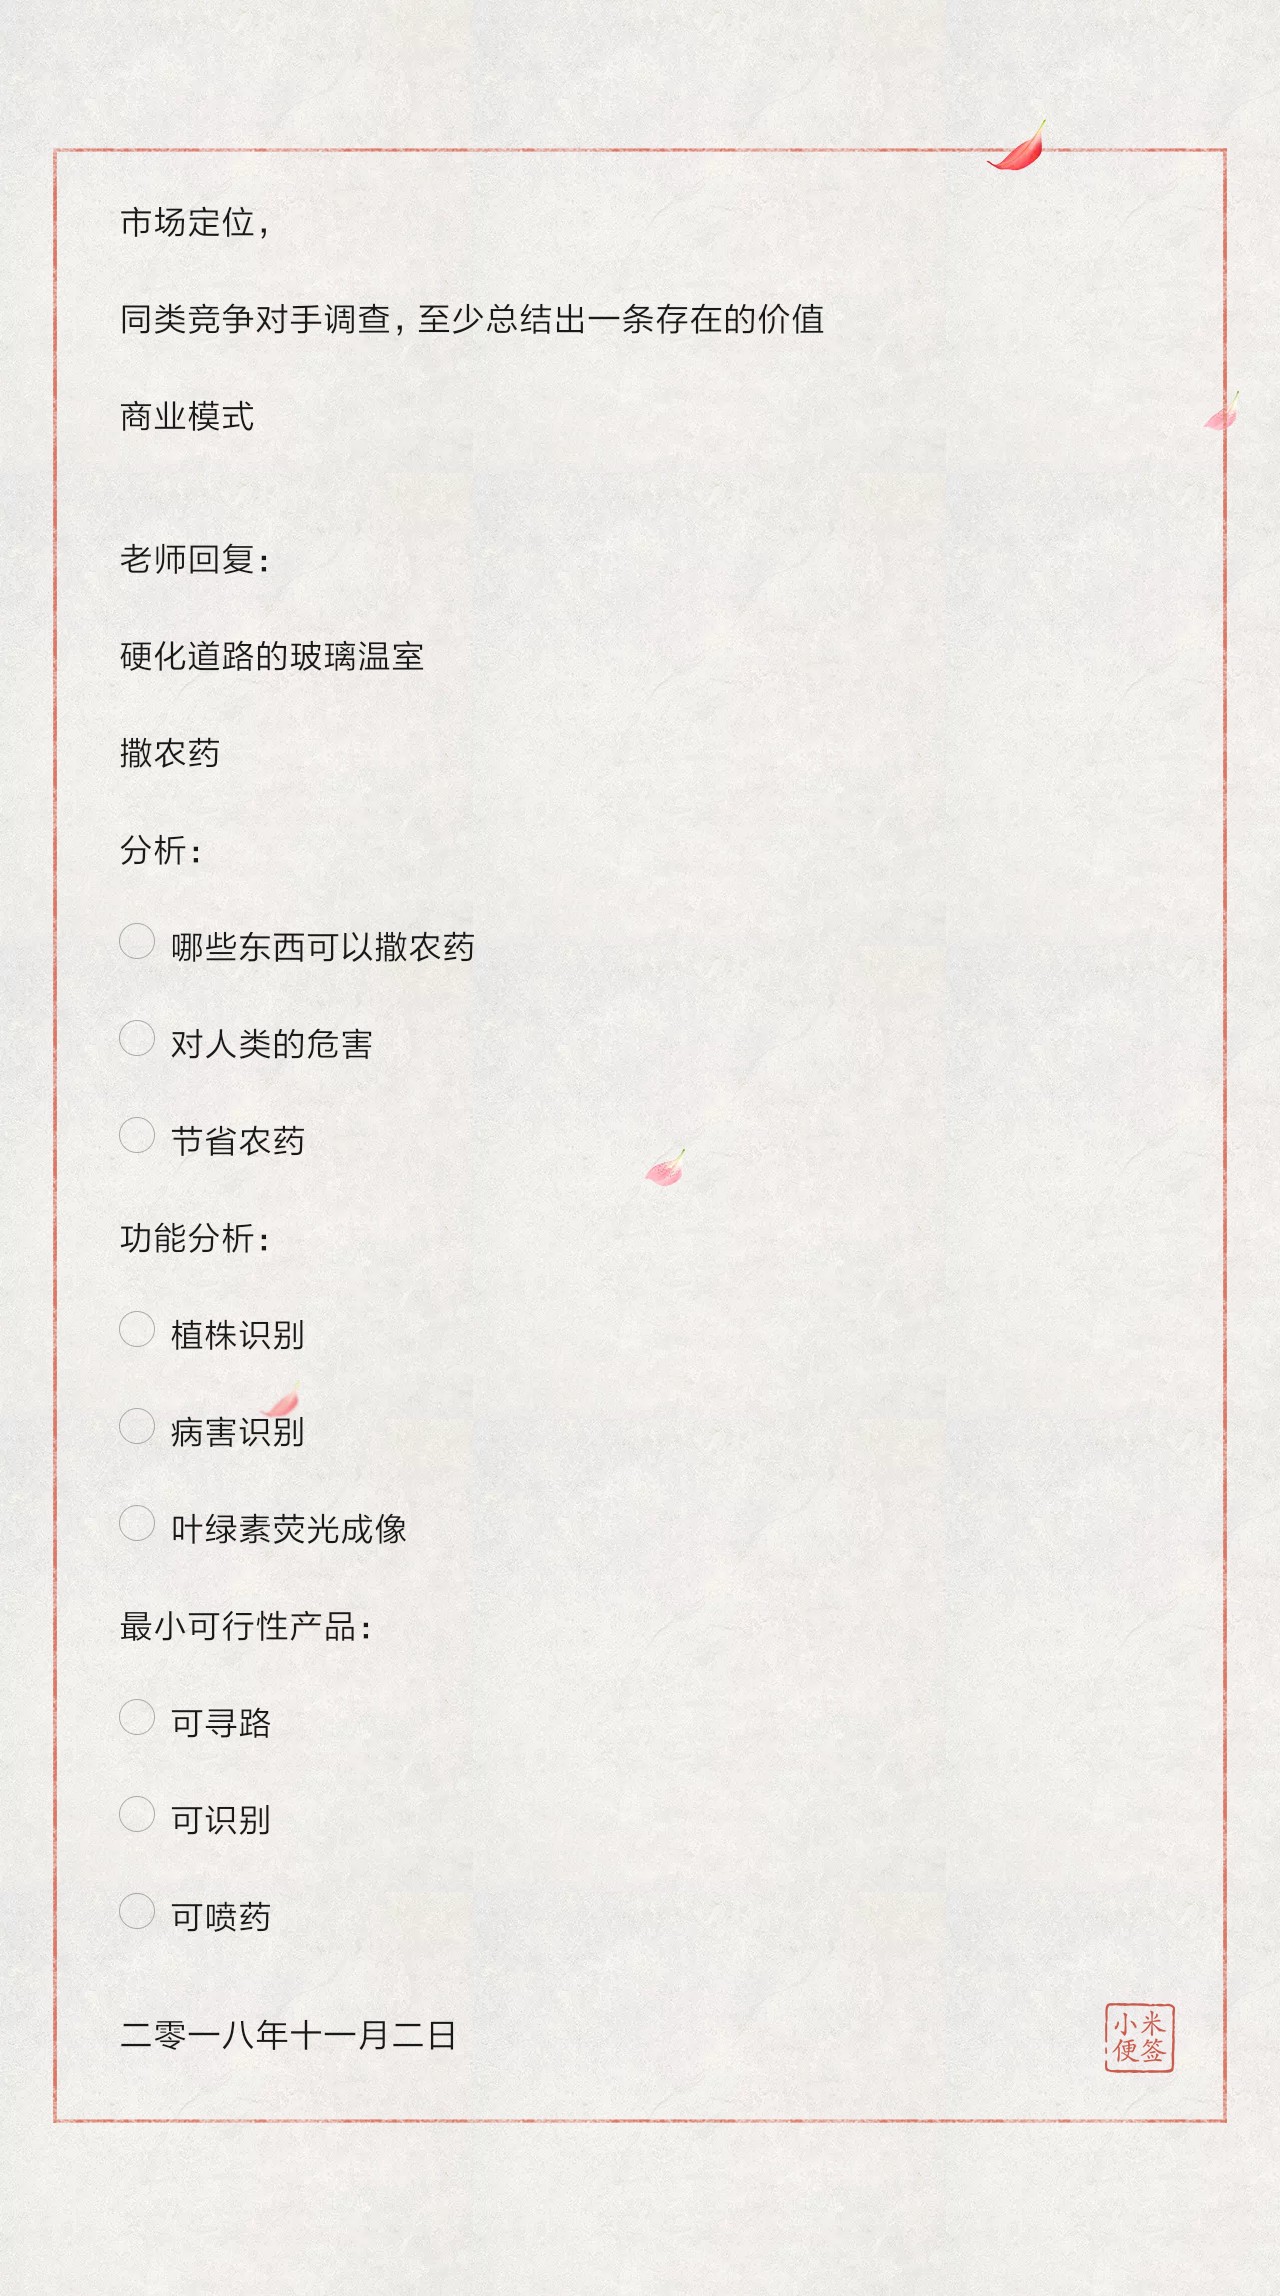 市场定位，
同类竞争对手调查，至少总结出一条存在的价值
商业模式
老师回复：
硬化道路的玻璃温室
撒农药
分析：
哪些东西可以撒农药
对人类的危害
节省农药
功能分析：
植株识别
病害识别
叶绿素荧光成像
最小可行性产品：
可寻路
可识别
可喷药
二零一八年十一月二日
小米
便签